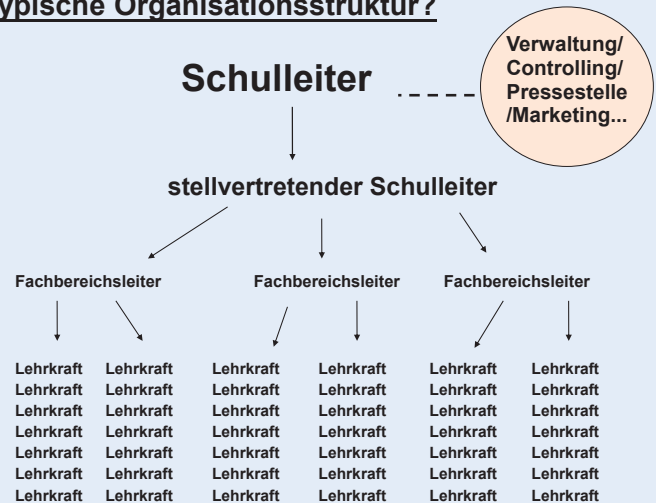 ypische Organisationsstruktur?
Verwaltung/
Controlling/
Pressestelle
/Marketing...
Schulleiter
stellvertretender Schulleiter
Fachbereichsleiter Fachbereichsleiter Fachbereichsleiter
Lehrkraft Lehrkraft Lehrkraft Lehrkraft Lehrkraft Lehrkraft
Lehrkraft Lehrkraft Lehrkraft Lehrkraft Lehrkraft Lehrkraft
Lehrkraft Lehrkraft Lehrkraft Lehrkraft Lehrkraft Lehrkraft
Lehrkraft Lehrkraft Lehrkraft Lehrkraft Lehrkraft Lehrkraft
Lehrkraft Lehrkraft Lehrkraft Lehrkraft Lehrkraft Lehrkraft
Lehrkraft Lehrkraft Lehrkraft Lehrkraft Lehrkraft Lehrkraft
Lehrkraft Lehrkraft Lehrkraft Lehrkraft Lehrkraft Lehrkraft